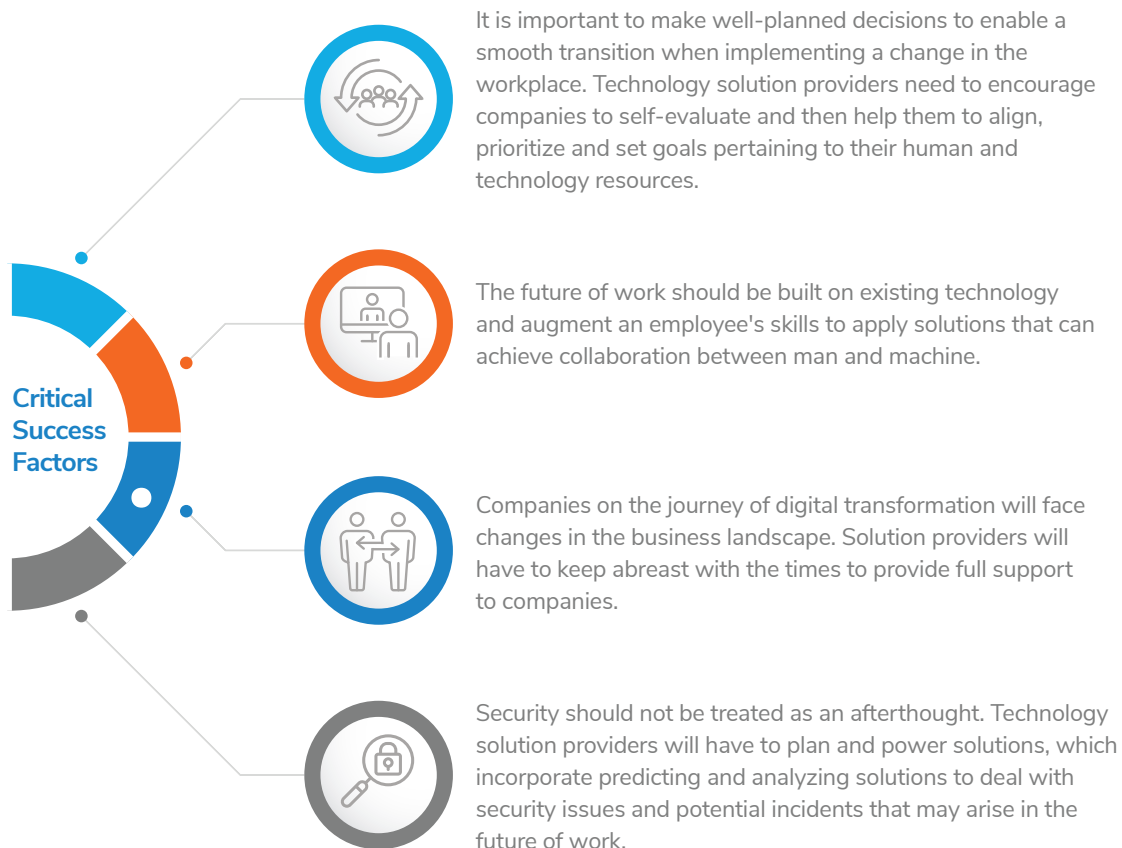 It is important to make well-planned decisions to enable a
smooth transition when implementing a change in the
workplace. Technology solution providers need to encourage
companies to self-evaluate and then help them to align,
prioritize and set goals pertaining to their human and
technology resources.
The future of work should be built on existing technology
and augment an employee's skills to apply solutions that can
achieve collaboration between man and machine.
Critical
Success
Factors
Companies on the journey of digital transformation will face
changes in the business landscape. Solution providers will
have to keep abreast with the times to provide full support
to companies.
Security should not be treated as an afterthought. Technology
solution providers will have to plan and power solutions, which
incorporate predicting and analyzing solutions to deal with
security issues and potential incidents that may arise in the
future of work.